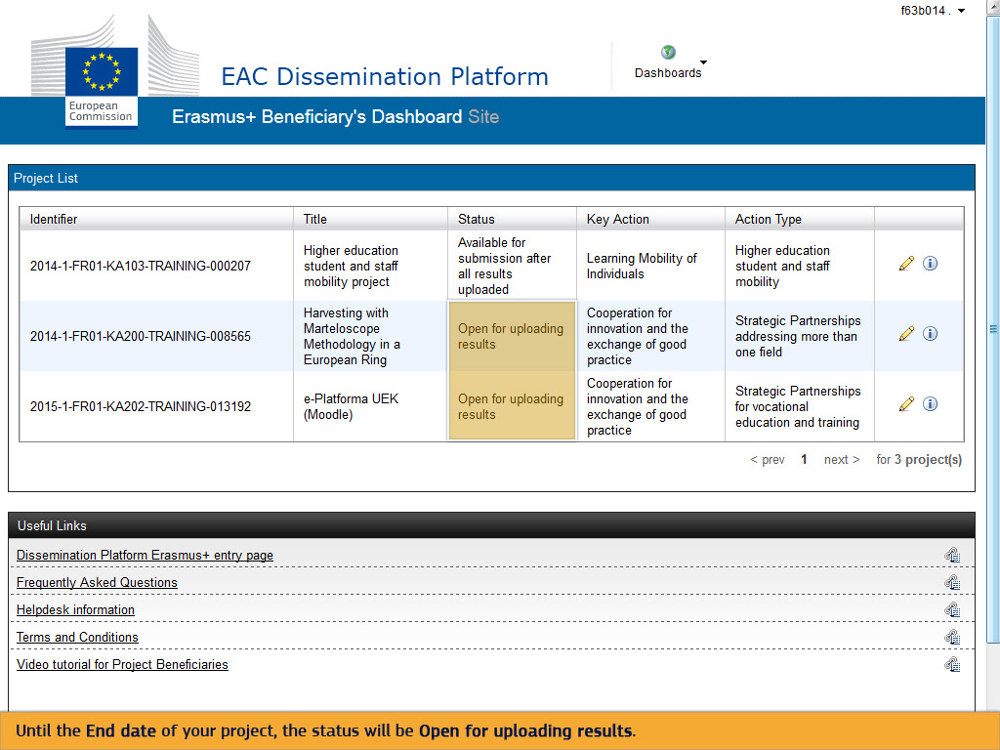 f63b014 .
EAC Dissemination Platform
Dashboards
European
Commission
Erasmus+ Beneficiary's Dashboard Site
Project List
Identifier Title Status Key Action Action Type
2014-1-FR01-KA103-TRAINING-000207
Higher education
student and staff
mobility project
Available for
submission after
all results
uploaded
Learning Mobility of
Individuals
Higher education
student and staff
mobility
2014-1-FR01-KA200-TRAINING-008565
Harvesting with
Marteloscope
Methodology in a
European Ring
Open for uploading
results
Cooperation for
innovation and the
exchange of good
practice
Strategic Partnerships
addressing more than
one field
2015-1-FR01-KA202-TRAINING-013192
e-Platforma UEK
(Moodle)
Open for uploading
results
Cooperation for
innovation and the
exchange of good
practice
Strategic Partnerships
for vocational
education and training
< prev 1 next > for 3 project(s)
Useful Links
Dissemination Platform Erasmus+ entry page
Frequently Asked Questions
Helpdesk information
Terms and Conditions
Video tutorial for Project Beneficiaries
Until the End date of your project, the status will be Open for uploading results.